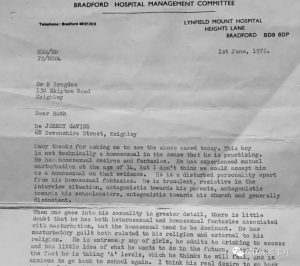 BRADFORD HOSPITAL MANAGEMENT COMMITTEE
Telephone: Bradford
LYNFIELD MOUNT HOSPITAL
HEIGHTS LANE
BRADFORD BD9 6DP
72/8804
1st June, 1972.
Dr R Brogden
150 Skipton Road
Keighley
Dear Ruth
Re JEREMY GAVINS
68 Devonshire Street, Keighley
Many thanks for asking me to see the above named today. This boy
is not technically a homosexual in the sense that he is practising.
He has homosexual desires and fantasies. He has experienced mutual
masturbation at the age of 14, but I don't think we could accept him
as a homosexual on that evidence. He is a disturbed personality apart
from his homosexual fantasies. He is truculent, resistive in the
interview situation, antagonistic towards his parents, antagonistic
towards his schoolmasters, antagonistic towards his church and generally
dissonant.
When one goes into his sexuality in greater detail, there is little
doubt that he has both heterosexual and homosexual fantasies associated
with masturbation, but the homosexual tend to be dominant. He has
masturbatory guilt both related to his religion and external to his
religion. He is extremely shy of girls, he admits to drinking to excess
and has little idea of what he wants to do in the future
the fact he is taking 'A' levels, which he thinks he will fail and is
anxious to go back to school again. I think his real desire to go back